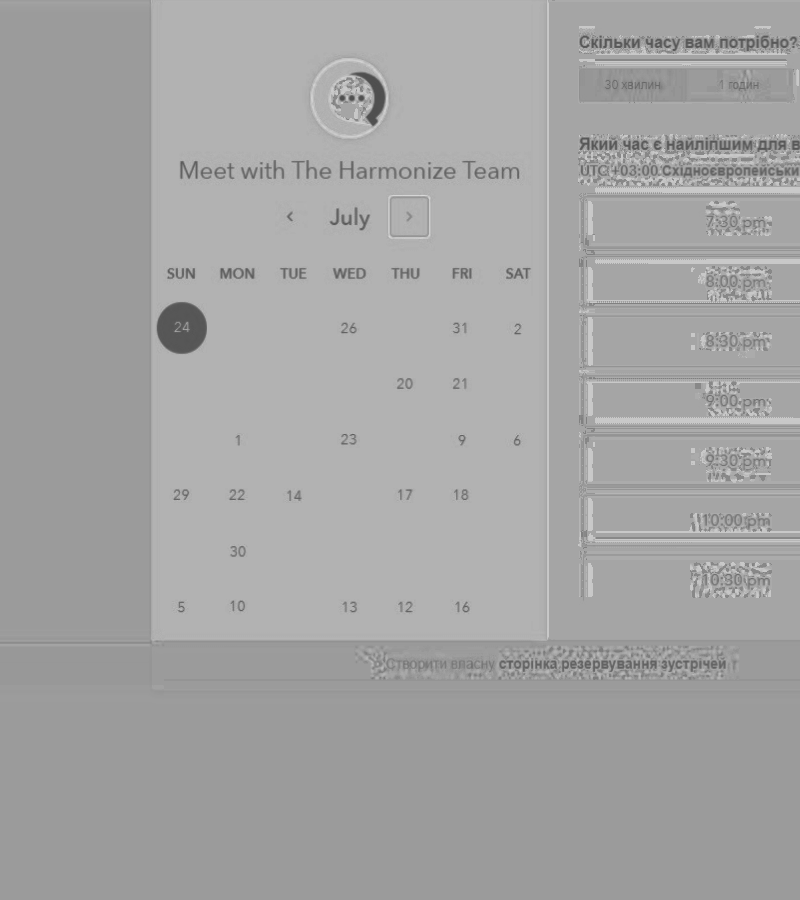 Meet with The Harmonize Team
July
SUN MON TUE WED THU FRI SAT
24 26 31 2
20 21
1 23 9 6
29 22 14 17 18
30
5 10 13 12 16
Скільки часу вам потрібно?
30 хвилин 1 годин
Який час є найліпшим для в
UTC +03:00 Східноєвропейськи
7:30 pm
8:00 pm
8:30 pm
9:00 pm
9:30 pm
10:00 pm
10:30 pm
Створити власну сторінка резервування зустрічей